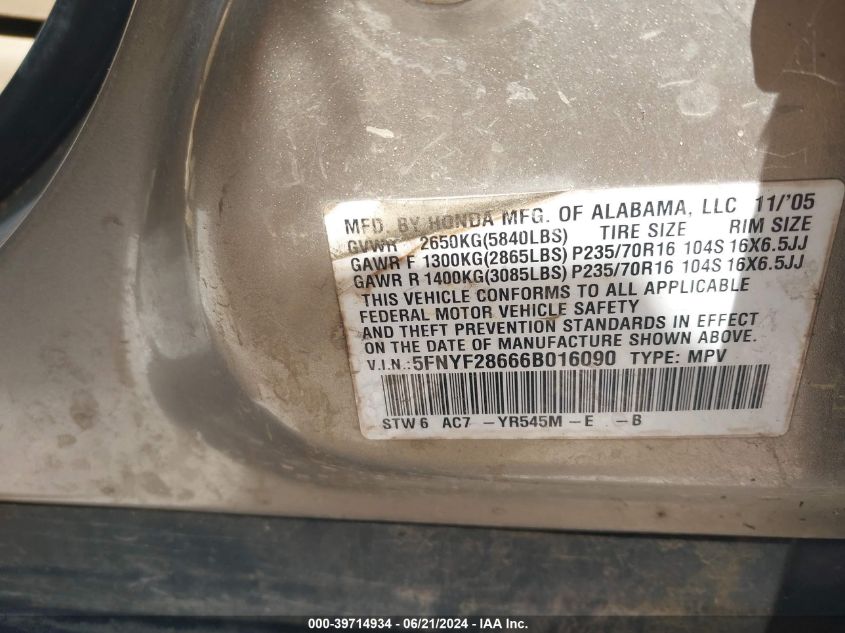 MFD. BY HONDA MFG. OF ALABAMA, LLC 11/'05
GVWR 2650KG(5840LBS) TIRE SIZE RIM SIZE
GAWR F 1300KG(2865LBS) P235/70R16 104S 16X6.5JJ
GAWR R 1400KG(3085LBS) P235/70R16 104S 16X6.5JJ
THIS VEHICLE CONFORMS TO ALL APPLICABLE
FEDERAL MOTOR VEHICLE SAFETY
AND THEFT PREVENTION STANDARDS IN EFFECT
ON THE DATE OF MANUFACTURE SHOWN ABOVE.
V.I.N.: 5FNYF28666B016090 TYPE: MPV
STW6 AC7 -YR545M-E -B
000-39714934 / 06/21/2024 / IAA Inc.